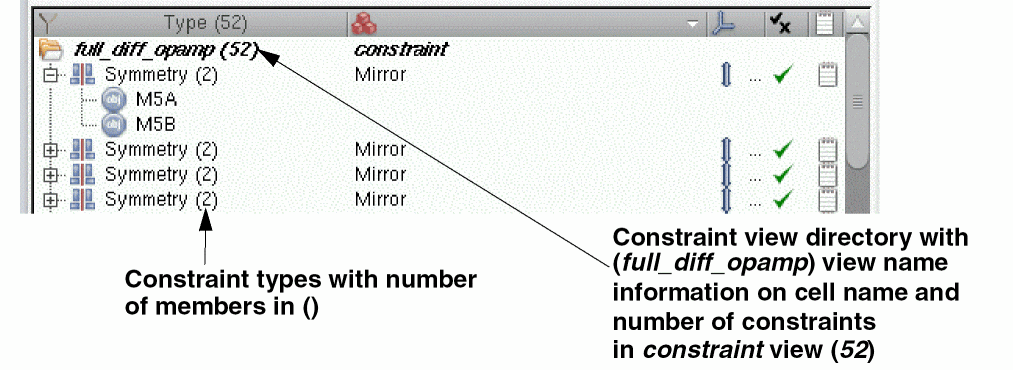 Type (52)
full_diff_opamp (52) constraint
Symmetry (2) Mirror ...
obj M5A
obj M5B
Symmetry (2) Mirror ...
Symmetry (2) Mirror ...
Symmetry (2) Mirror ...
Constraint types with number
of members in ()
Constraint view directory with
(full_diff_opamp) view name
information on cell name and
number of constraints
in constraint view (52)